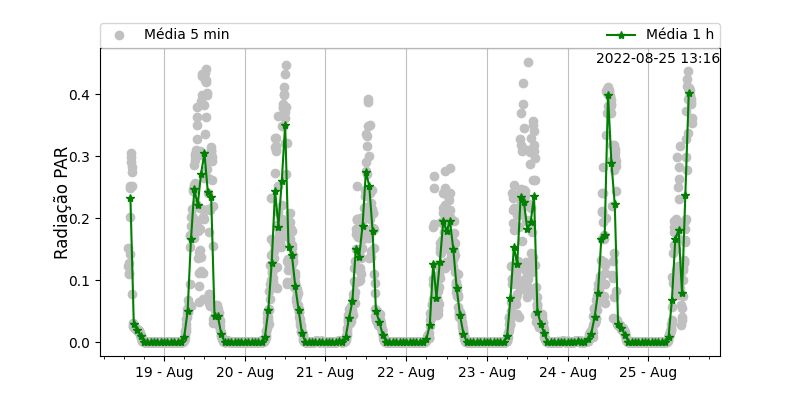 Média 5 min
Média 1 h
2022-08-25 13:16
Radiação PAR
0.4
0.3
0.2
0.1
0.0
19 - Aug
20 - Aug
21 - Aug
22 - Aug
23 - Aug
24 - Aug
25 - Aug